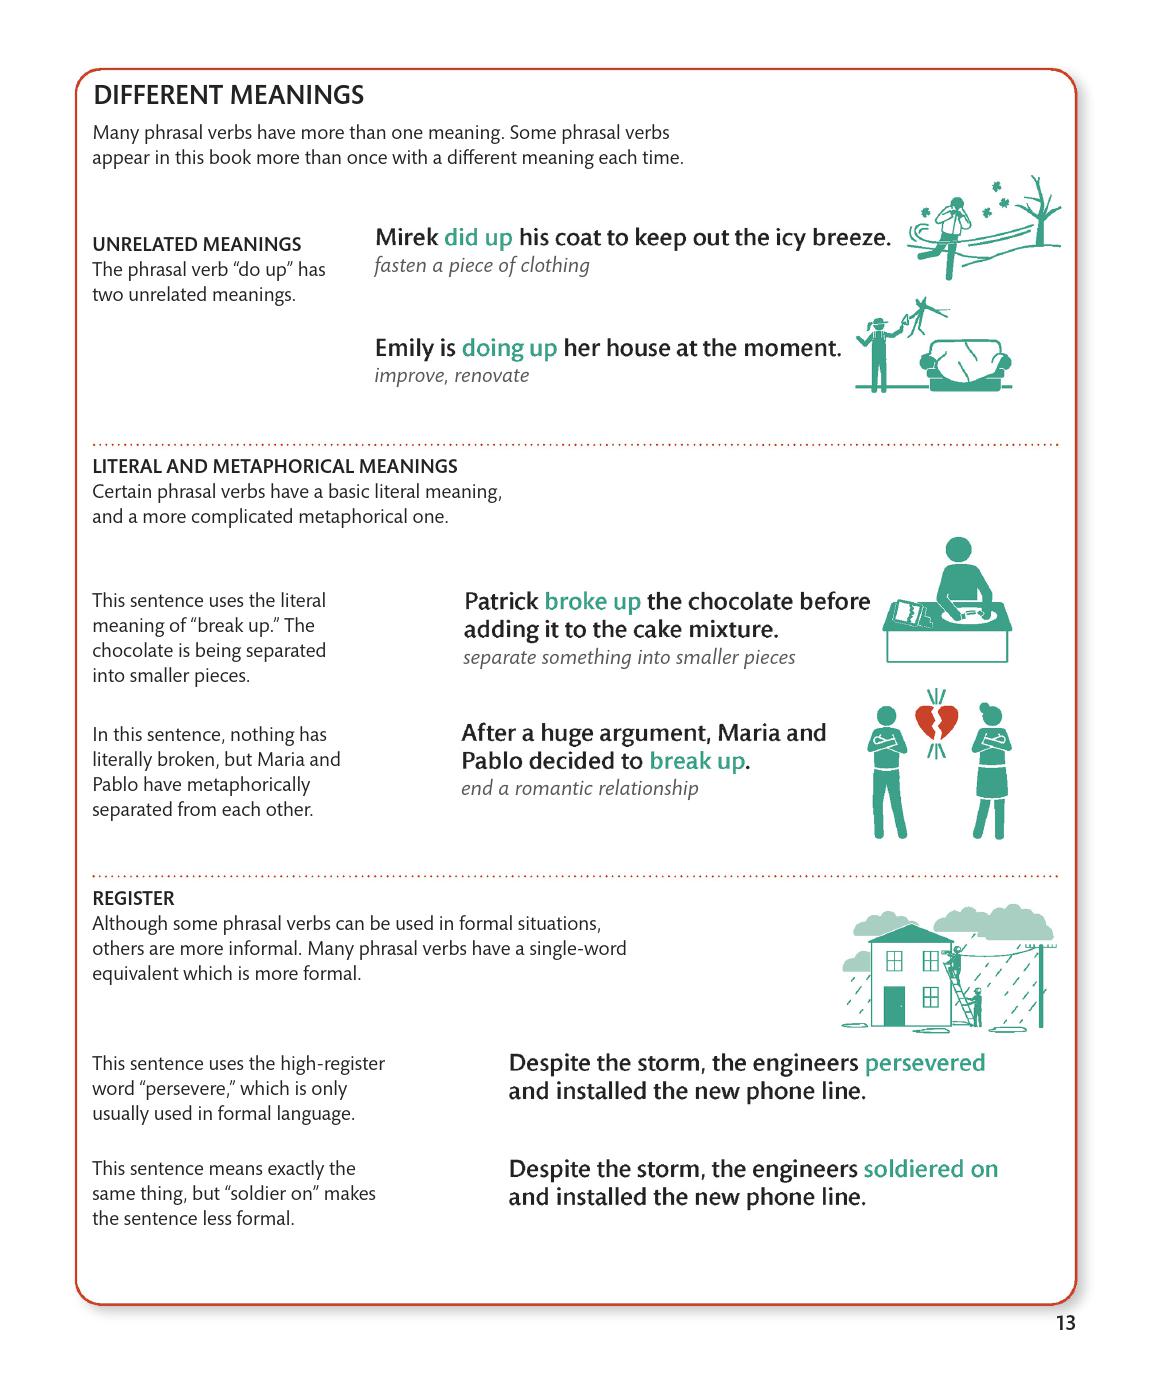 DIFFERENT MEANINGS
Many phrasal verbs have more than one meaning. Some phrasal verbs
appear in this book more than once with a different meaning each time.
UNRELATED MEANINGS
The phrasal verb “do up” has
two unrelated meanings.
Mirek did up his coat to keep out the icy breeze.
fasten a piece of clothing
Emily is doing up her house at the moment.
improve, renovate
LITERAL AND METAPHORICAL MEANINGS
Certain phrasal verbs have a basic literal meaning,
and a more complicated metaphorical one.
This sentence uses the literal
meaning of “break up.” The
chocolate is being separated
into smaller pieces.
Patrick broke up the chocolate before
adding it to the cake mixture.
separate something into smaller pieces
In this sentence, nothing has
literally broken, but Maria and
Pablo have metaphorically
separated from each other.
After a huge argument, Maria and
Pablo decided to break up.
end a romantic relationship
REGISTER
Although some phrasal verbs can be used in formal situations,
others are more informal. Many phrasal verbs have a single-word
equivalent which is more formal.
This sentence uses the high-register
word “persevere,” which is only
usually used in formal language.
Despite the storm, the engineers persevered
and installed the new phone line.
This sentence means exactly the
same thing, but “soldier on” makes
the sentence less formal.
Despite the storm, the engineers soldiered on
and installed the new phone line.
13